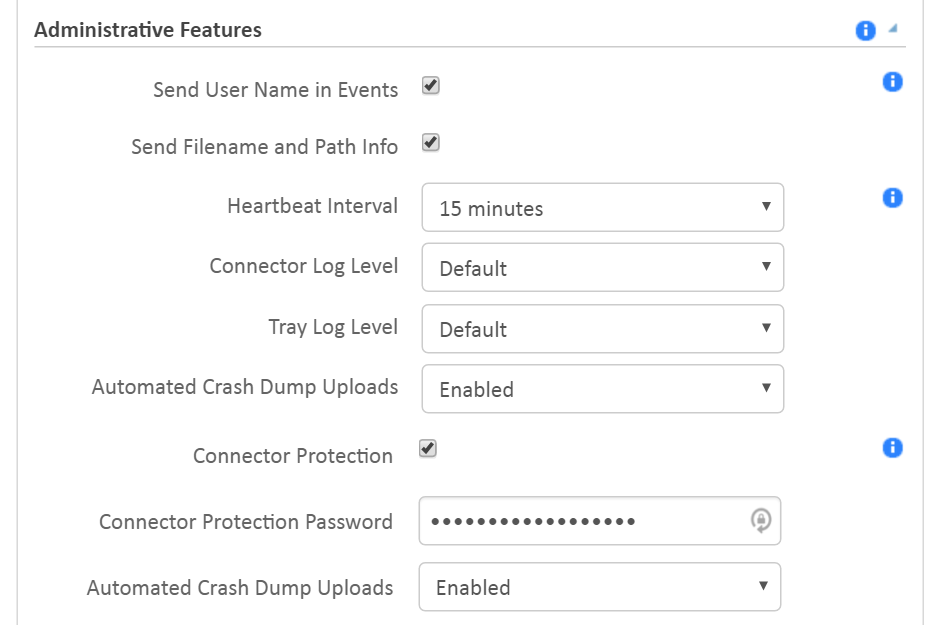 Administrative Features
Send User Name in Events
Send Filename and Path Info
Heartbeat Interval 15 minutes
Connector Log Level Default
Tray Log Level Default
Automated Crash Dump Uploads Enabled
Connector Protection
Connector Protection Password ••••••••••••••••••
Automated Crash Dump Uploads Enabled